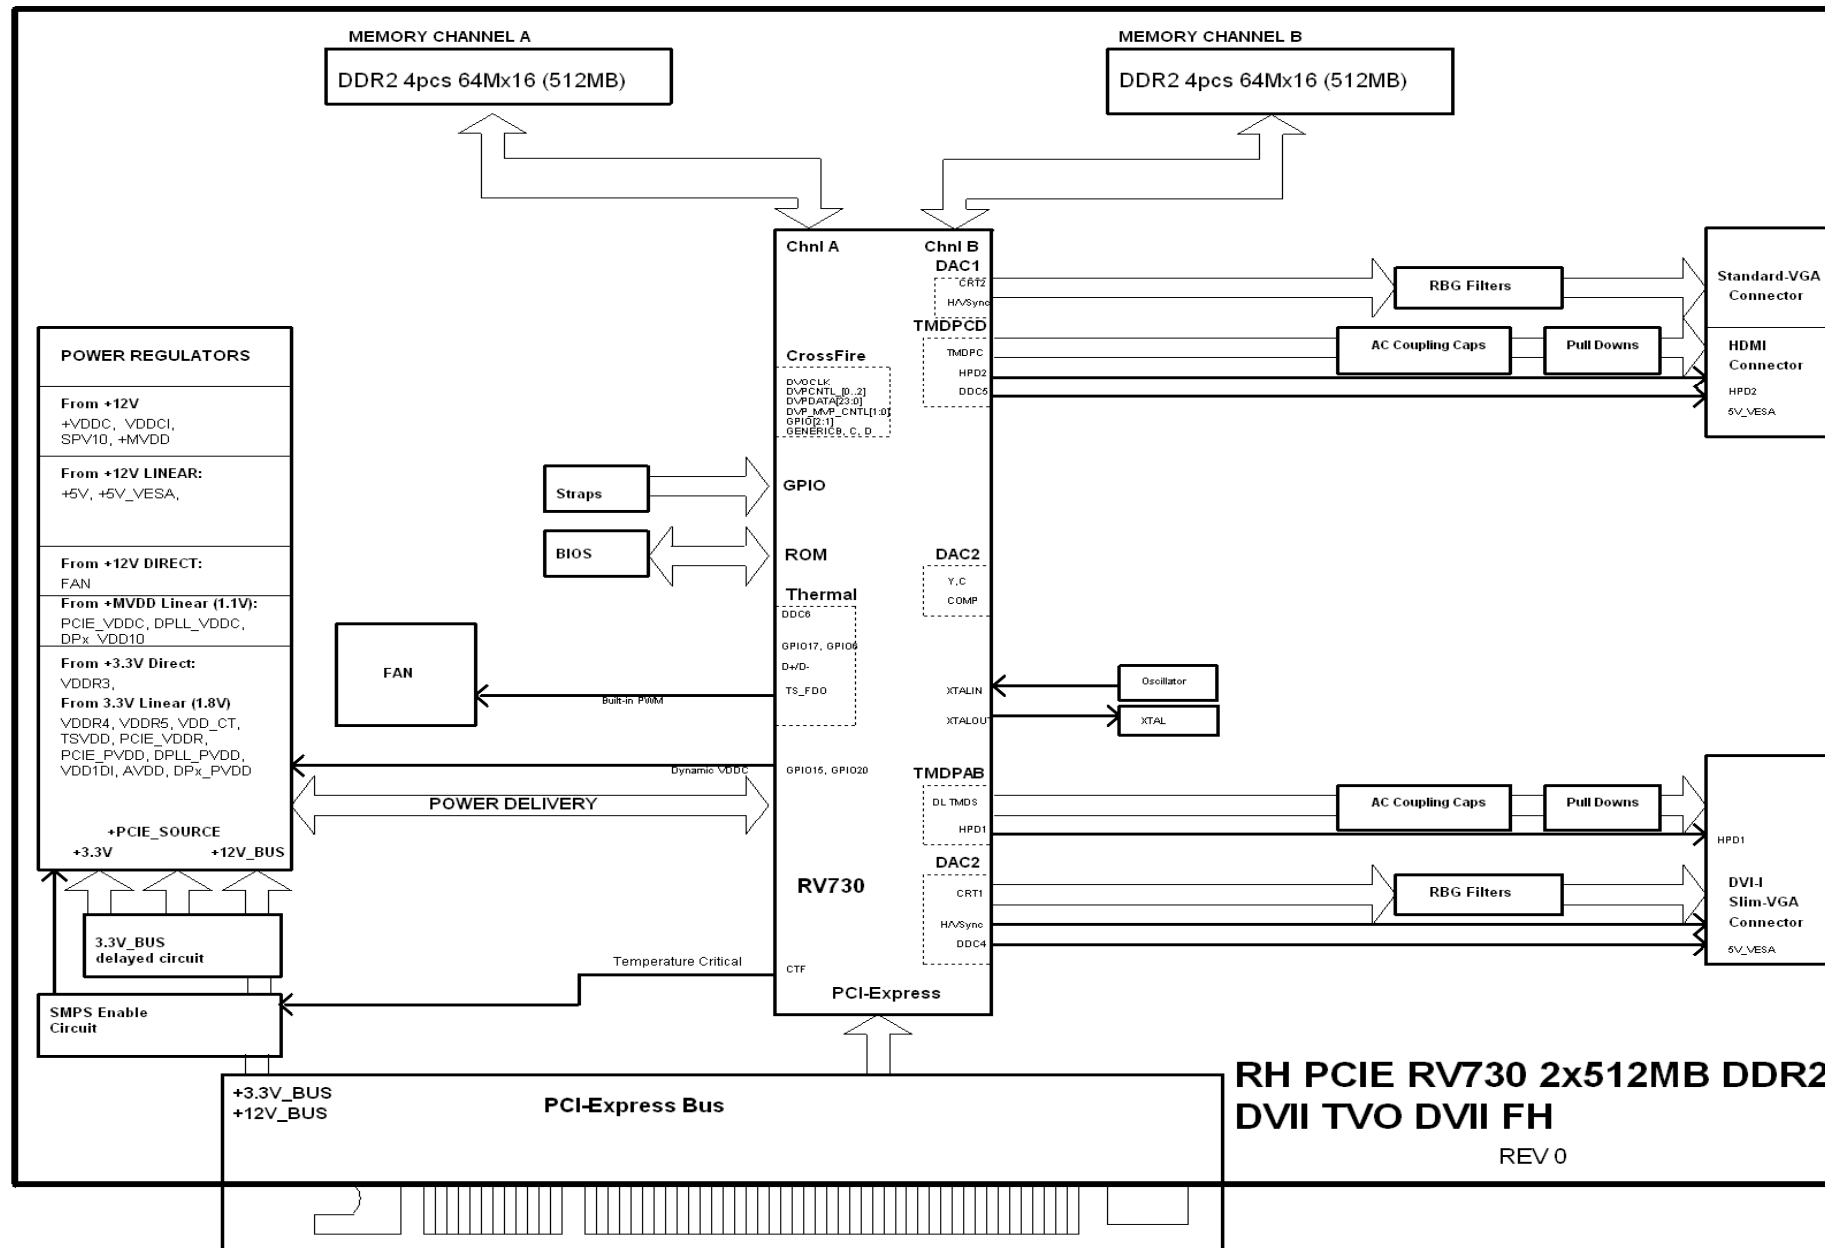 MEMORY CHANNEL A
DDR2 4pcs 64Mx16 (512MB)
MEMORY CHANNEL B
DDR2 4pcs 64Mx16 (512MB)
POWER REGULATORS
From +12V
+VDDC, VDDCI,
SPV10, +MVDD
From +12V LINEAR:
+5V, +5V_VESA,
From +12V DIRECT:
FAN
From +MVDD Linear (1.1V):
PCIE_VDDC, DPLL_VDDC,
DPx_VDD10
From +3.3V Direct:
VDDR3,
From 3.3V Linear (1.8V)
VDDR4, VDDR5, VDD_CT,
TSVDD, PCIE_VDDR,
PCIE_PVDD, DPLL_PVDD,
VDD1DI, AVDD, DPx_PVDD
+PCIE_SOURCE
+3.3V
+12V_BUS
3.3V_BUS
delayed circuit
SMPS Enable
Circuit
Straps
BIOS
FAN
Built-in PWM
Dynamic VDDC
POWER DELIVERY
Temperature Critical
Chnl A
Chnl B
CrossFire
DVOCLK
DVPCNTL_[0..2]
DVPDATA[23:0]
DVP_MVP_CNTL[1:0]
GPIO[2:1]
GENERICB, C, D
GPIO
ROM
Thermal
DDC6
GPIO17, GPIO6
D+/D-
TS_FDO
GPIO15, GPIO20
RV730
CTF
PCI-Express
DAC1
CRT2
H/VSync
TMDPCD
TMDPC
HPD2
DDC5
DAC2
Y,C
COMP
XTALIN
XTALOUT
TMDPAB
DL TMDS
HPD1
DAC2
CRT1
H/VSync
DDC4
RBG Filters
AC Coupling Caps
Pull Downs
Standard-VGA
Connector
HDMI
Connector
HPD2
5V_VESA
Oscillator
XTAL
AC Coupling Caps
Pull Downs
RBG Filters
HPD1
DVI-I
Slim-VGA
Connector
5V_VESA
+3.3V_BUS
+12V_BUS
PCI-Express Bus
RH PCIE RV730 2x512MB DDR2
DVII TVO DVII FH
REV 0